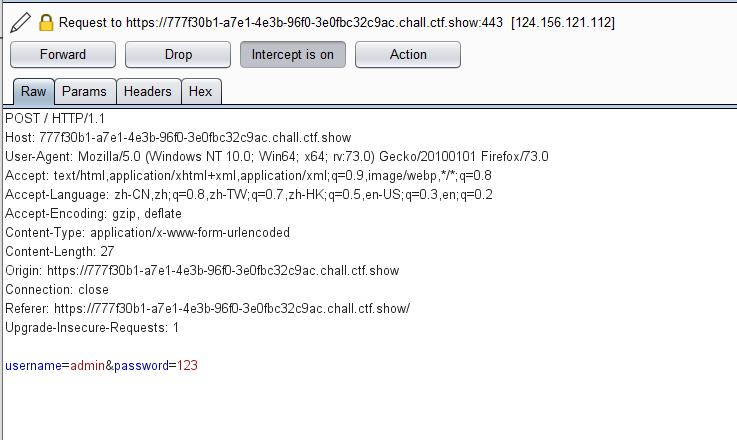 Request to https://777f30b1-a7e1-4e3b-96f0-3e0fbc32c9ac.chall.ctf.show:443 [124.156.121.112]
Forward Drop Intercept is on Action
Raw Params Headers Hex
POST / HTTP/1.1
Host: 777f30b1-a7e1-4e3b-96f0-3e0fbc32c9ac.chall.ctf.show
User-Agent: Mozilla/5.0 (Windows NT 10.0; Win64; x64; rv:73.0) Gecko/20100101 Firefox/73.0
Accept: text/html,application/xhtml+xml,application/xml;q=0.9,image/webp,*/*;q=0.8
Accept-Language: zh-CN,zh;q=0.8,zh-TW;q=0.7,zh-HK;q=0.5,en-US;q=0.3,en;q=0.2
Accept-Encoding: gzip, deflate
Content-Type: application/x-www-form-urlencoded
Content-Length: 27
Origin: https://777f30b1-a7e1-4e3b-96f0-3e0fbc32c9ac.chall.ctf.show
Connection: close
Referer: https://777f30b1-a7e1-4e3b-96f0-3e0fbc32c9ac.chall.ctf.show/
Upgrade-Insecure-Requests: 1
username=admin&password=123